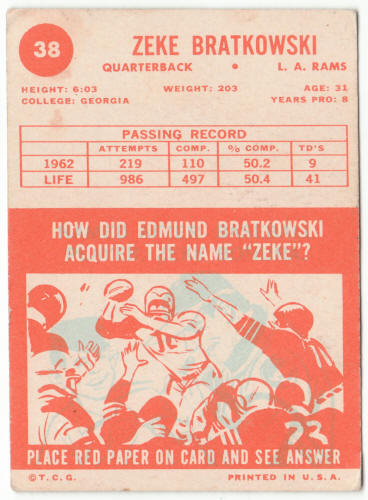 38
ZEKE BRATKOWSKI
QUARTERBACK • L. A. RAMS
HEIGHT: 6:03 WEIGHT: 203 AGE: 31
COLLEGE: GEORGIA YEARS PRO: 8
PASSING RECORD
ATTEMPTS COMP. % COMP. TD'S
1962 219 110 50.2 9
LIFE 986 497 50.4 41
HOW DID EDMUND BRATKOWSKI
ACQUIRE THE NAME "ZEKE"?
PLACE RED PAPER ON CARD AND SEE ANSWER
© T. C. G. PRINTED IN U. S. A.